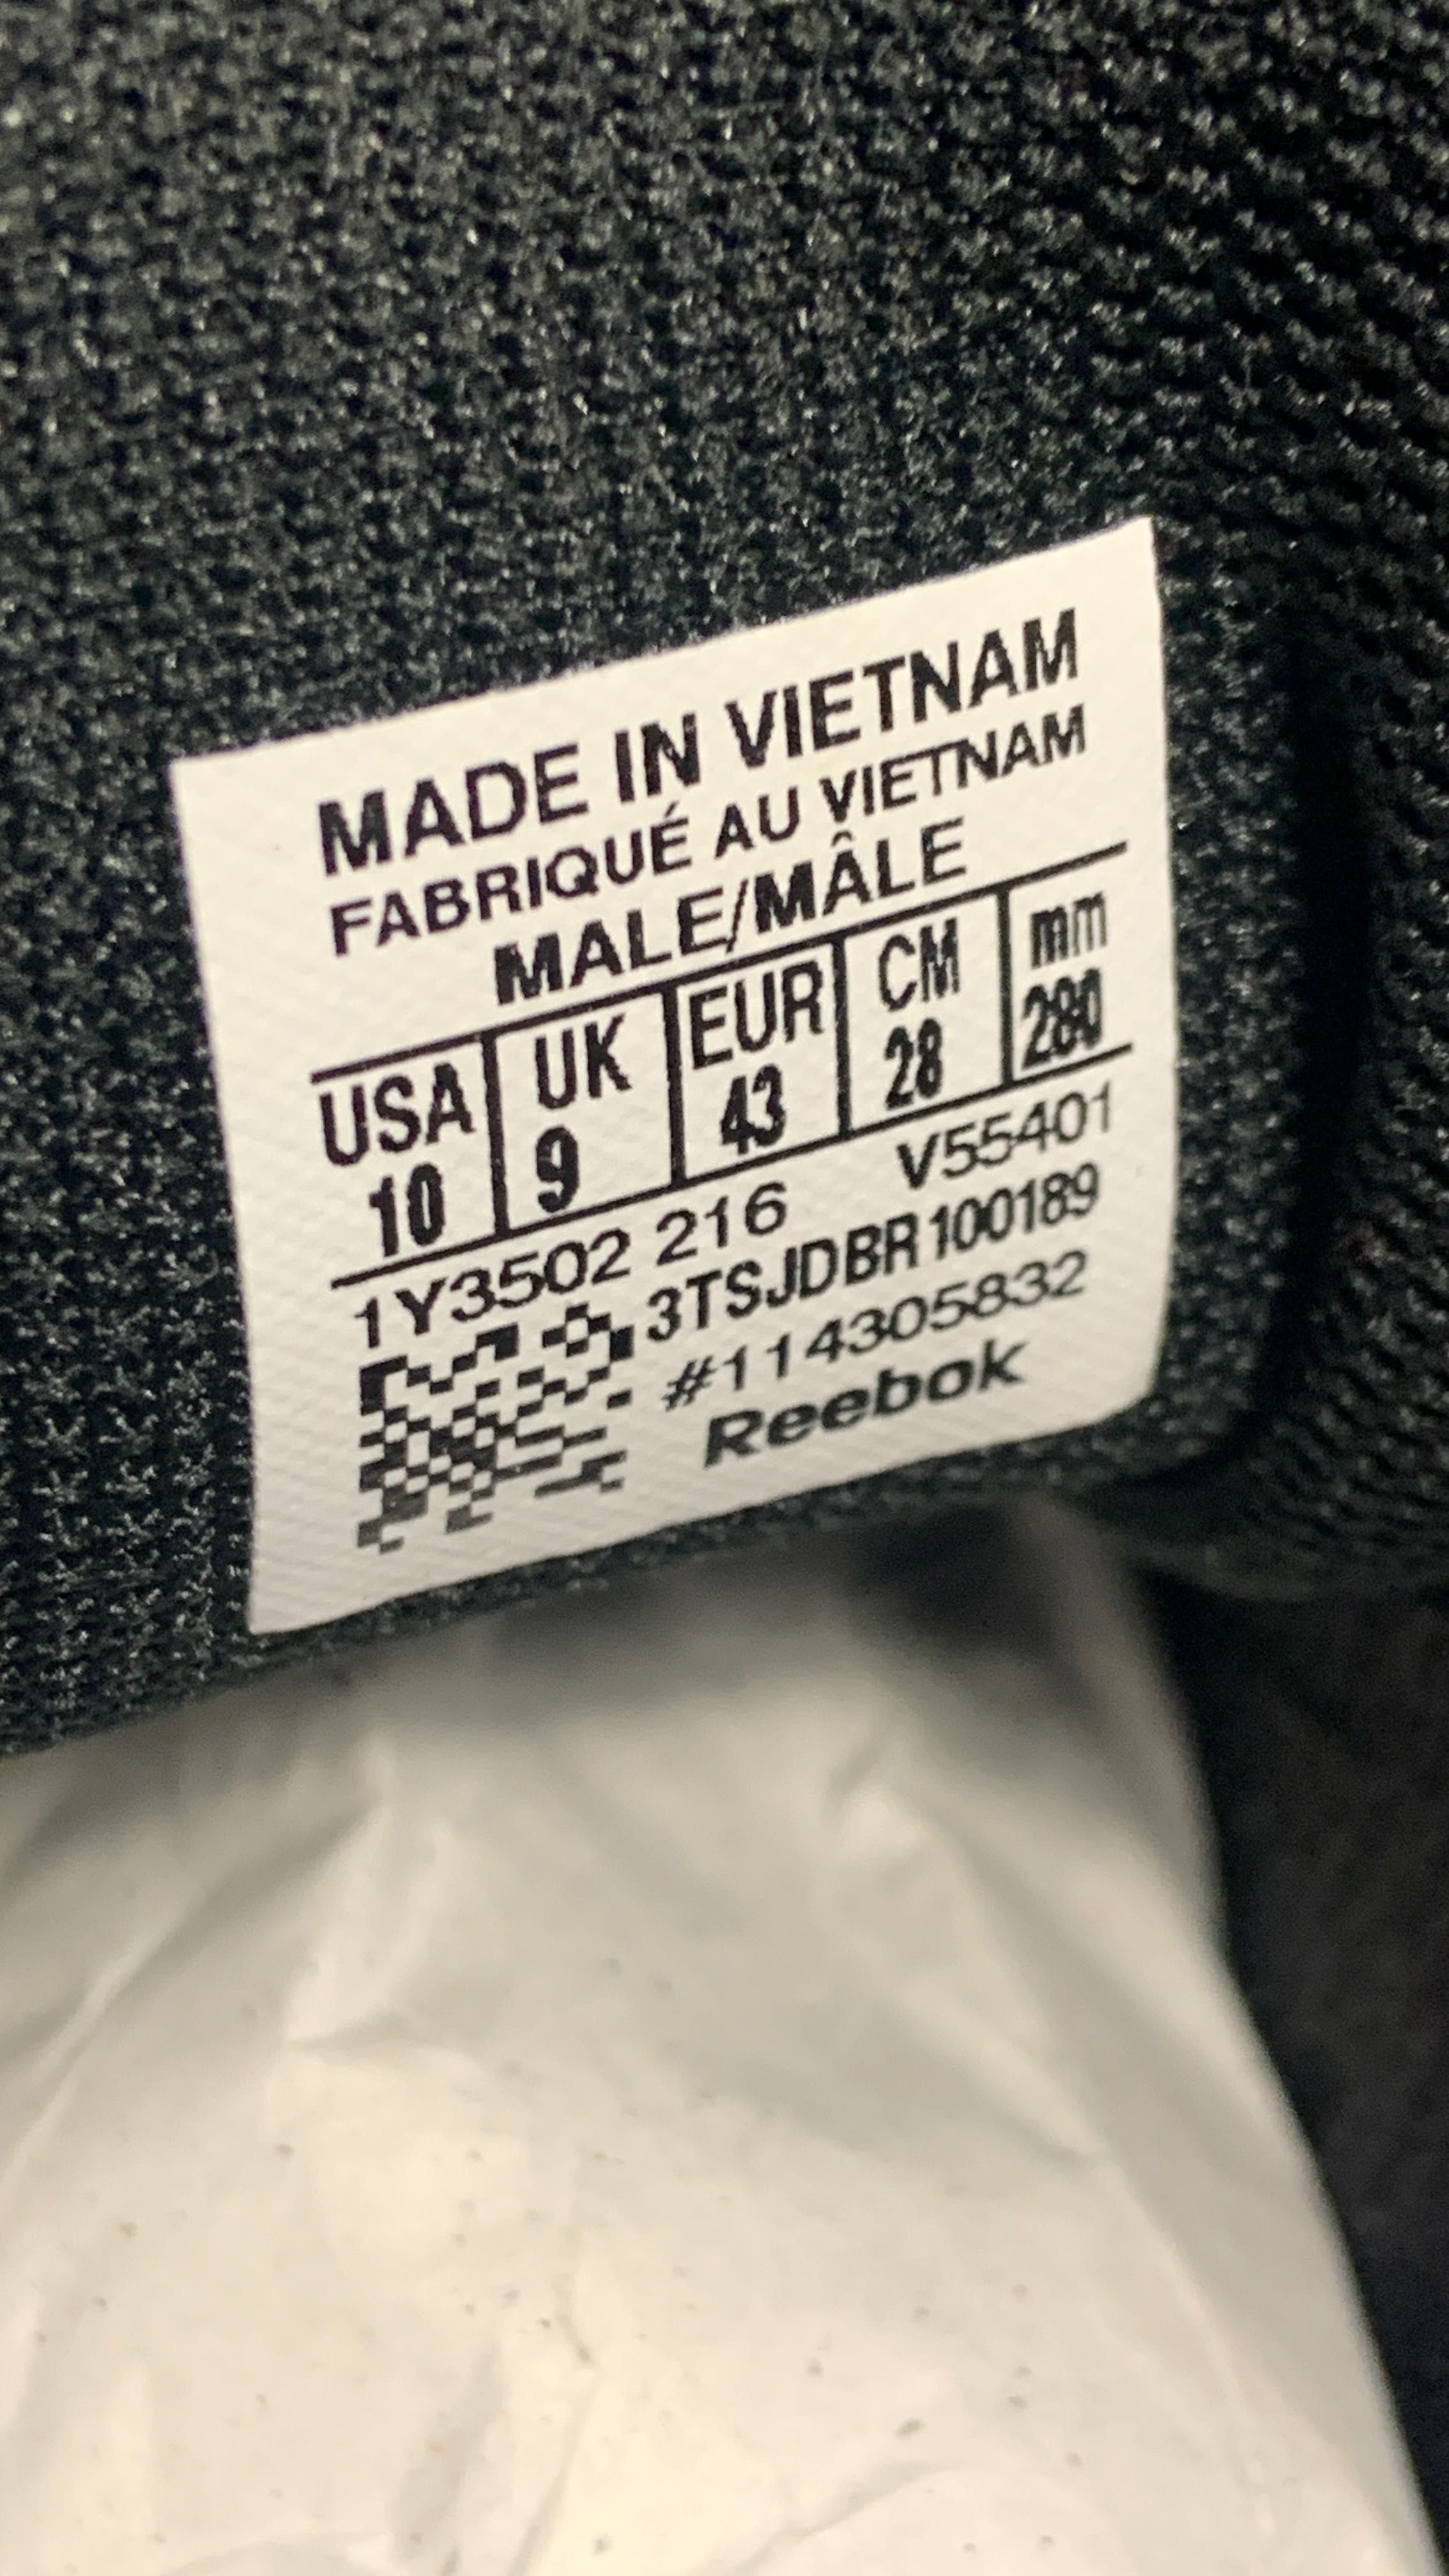 MADE IN VIETNAM
FABRIQUÉ AU VIETNAM
MALE/MÂLE
USA UK EUR CM mm
10 9 43 28 280
1Y3502 216 V55401
3TSJDBR100189
#114305832
Reebok